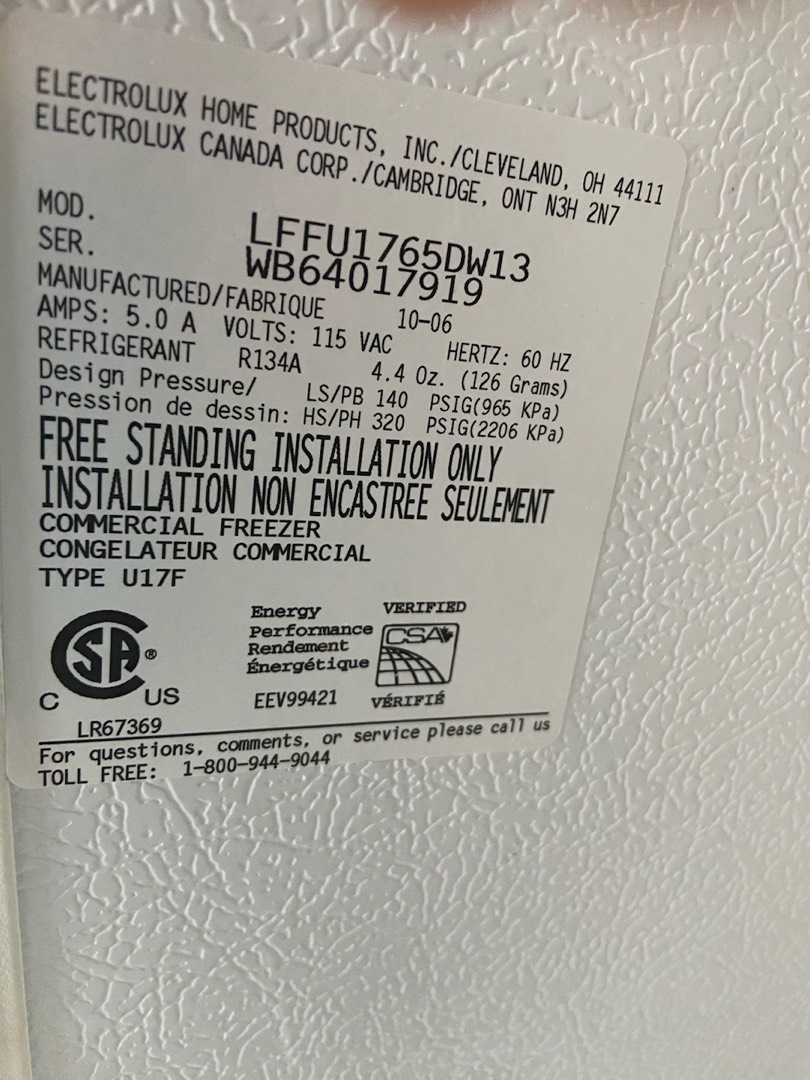 ELECTROLUX HOME PRODUCTS, INC./CLEVELAND, OH 44111
ELECTROLUX CANADA CORP./CAMBRIDGE, ONT N3H 2N7
MOD. LFFU1765DW13
SER. WB64017919
MANUFACTURED/FABRIQUE 10-06
AMPS: 5.0 A VOLTS: 115 VAC HERTZ: 60 HZ
REFRIGERANT R134A 4.4 Oz. (126 Grams)
Design Pressure/ LS/PB 140 PSIG(965 KPa)
Pression de dessin: HS/PH 320 PSIG(2206 KPa)
FREE STANDING INSTALLATION ONLY
INSTALLATION NON ENCASTREE SEULEMENT
COMMERCIAL FREEZER
CONGELATEUR COMMERCIAL
TYPE U17F
CSA®
C US
LR67369
Energy
Performance
Rendement
Énergétique
EEV99421
VERIFIED
CSA
VÉRIFIÉ
For questions, comments, or service please call us
TOLL FREE: 1-800-944-9044